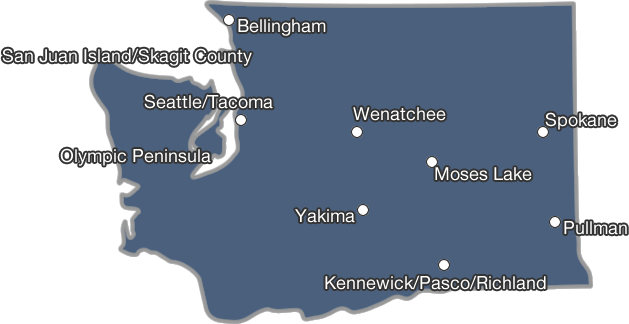 Bellingham
San Juan Island/Skagit County
Seattle/Tacoma
Wenatchee
Spokane
Olympic Peninsula
Moses Lake
Yakima
Pullman
Kennewick/Pasco/Richland